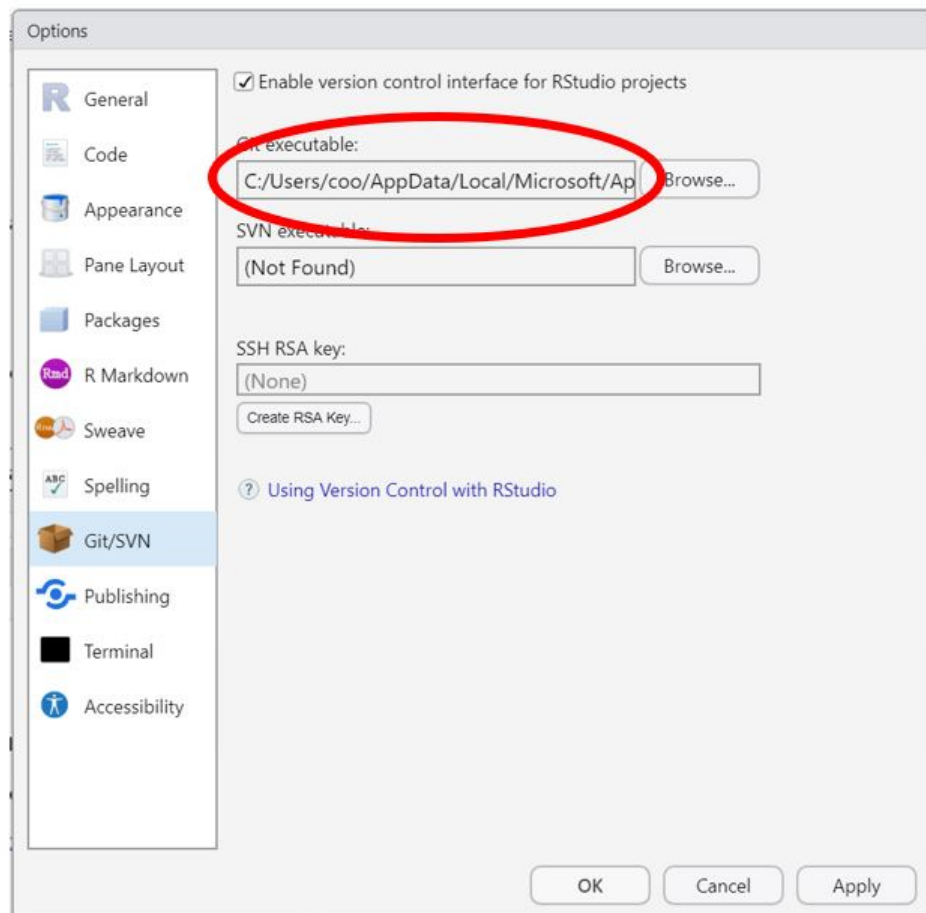 Options
General
Code
Appearance
Pane Layout
Packages
Rmd
R Markdown
Sweave
ABC
Spelling
Git/SVN
Publishing
Terminal
Accessibility
Enable version control interface for RStudio projects
Git executable:
C:/Users/coo/AppData/Local/Microsoft/Ap
Browse...
SVN executable:
(Not Found)
Browse...
SSH RSA key:
(None)
Create RSA Key...
Using Version Control with RStudio
OK
Cancel
Apply